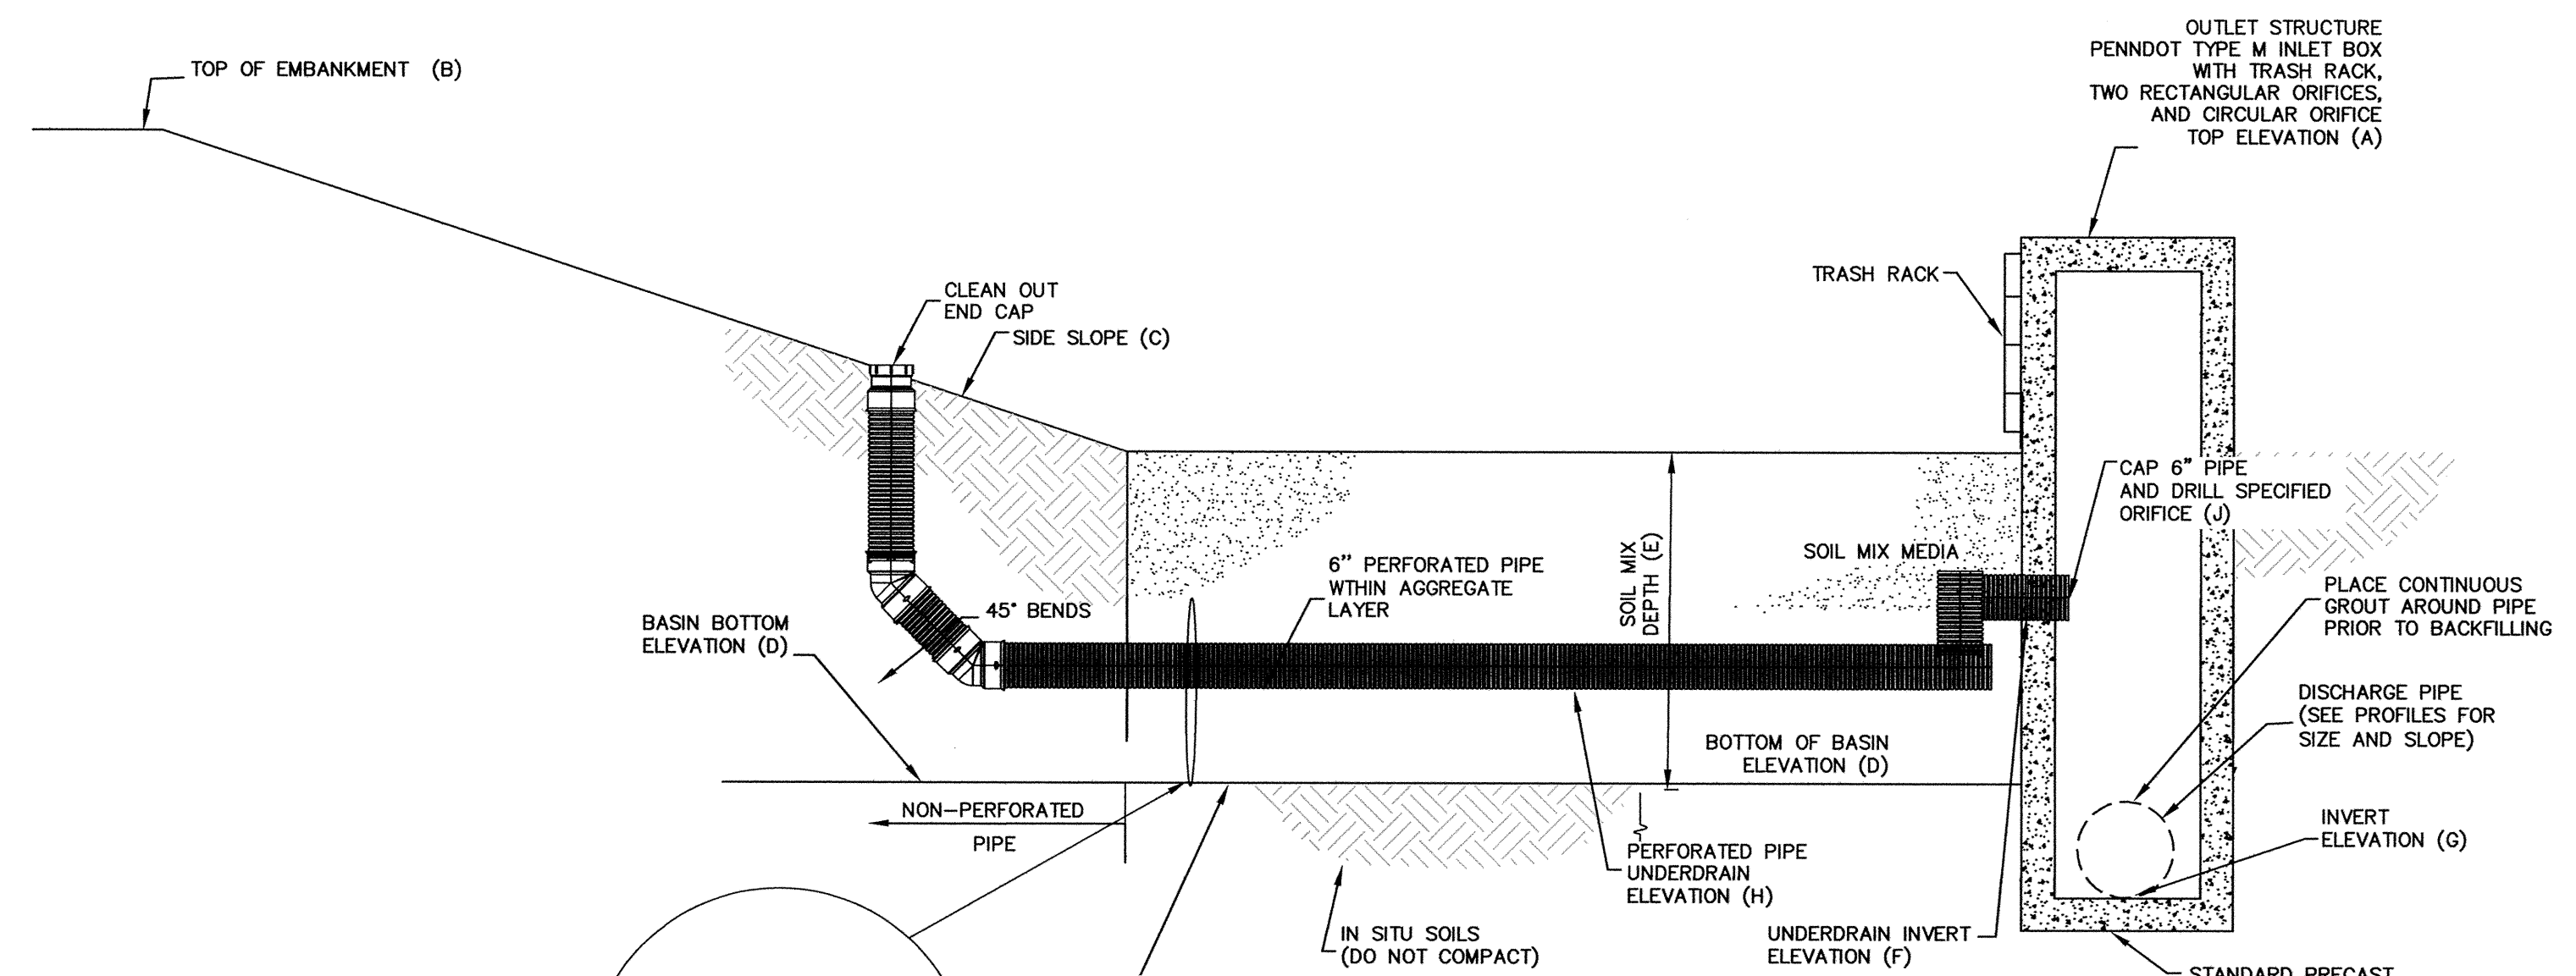 OUTLET STRUCTURE
PENNDOT TYPE M INLET BOX
WITH TRASH RACK,
TWO RECTANGULAR ORIFICES,
AND CIRCULAR ORIFICE
TOP ELEVATION (A)
TOP OF EMBANKMENT (B)
TRASH RACK
CLEAN OUT
END CAP
SIDE SLOPE (C)
CAP 6" PIPE
AND DRILL SPECIFIED
ORIFICE (J)
SOIL MIX
DEPTH (E)
SOIL MIX MEDIA
6" PERFORATED PIPE
WTHIN AGGREGATE
LAYER
45° BENDS
BASIN BOTTOM
ELEVATION (D)
PLACE CONTINUOUS
GROUT AROUND PIPE
PRIOR TO BACKFILLING
DISCHARGE PIPE
(SEE PROFILES FOR
SIZE AND SLOPE)
BOTTOM OF BASIN
ELEVATION (D)
NON-PERFORATED
PIPE
INVERT
ELEVATION (G)
PERFORATED PIPE
UNDERDRAIN
ELEVATION (H)
IN SITU SOILS
(DO NOT COMPACT)
UNDERDRAIN INVERT
ELEVATION (F)
STANDARD PRECAST